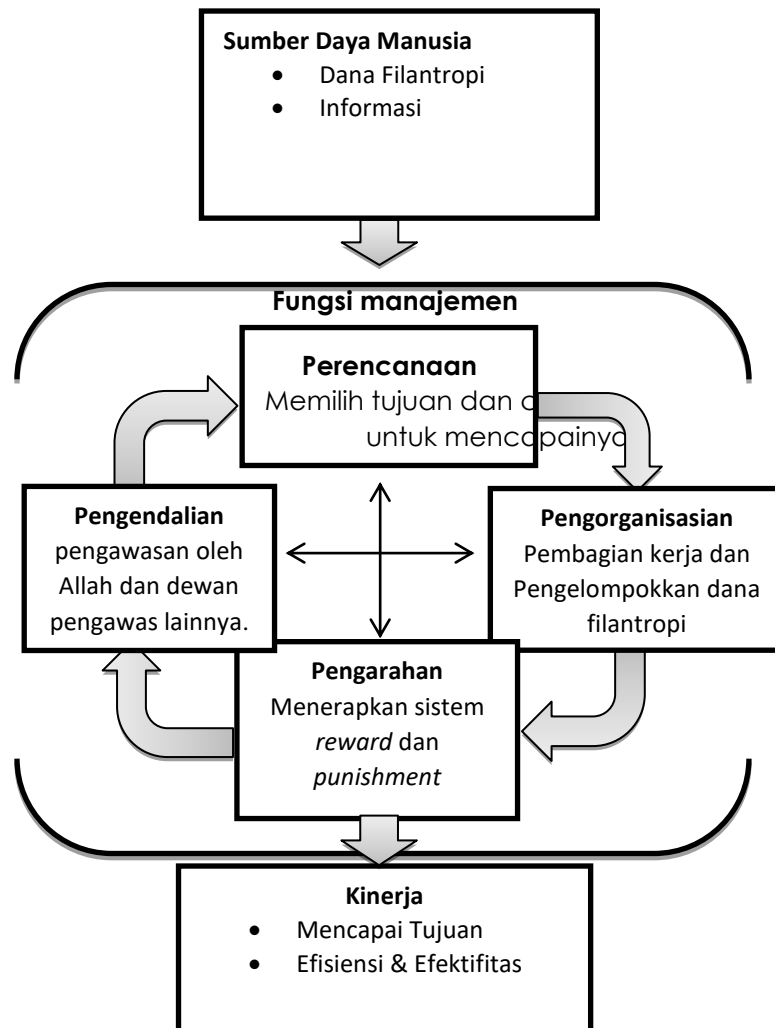 Sumber Daya Manusia
• Dana Filantropi
• Informasi
Fungsi manajemen
Perencanaan
Memilih tujuan dan
untuk mencapainya
Pengendalian
pengawasan oleh
Allah dan dewan
pengawas lainnya.
Pengorganisasian
Pembagian kerja dan
Pengelompokkan dana
filantropi
Pengarahan
Menerapkan sistem
reward dan
punishment
Kinerja
• Mencapai Tujuan
• Efisiensi & Efektifitas